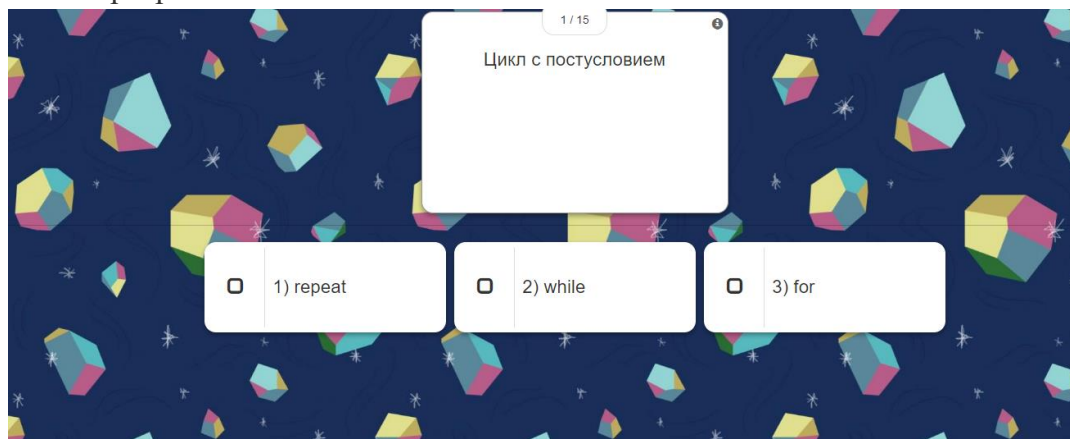 1 / 15
Цикл с постусловием
1) repeat
2) while
3) for